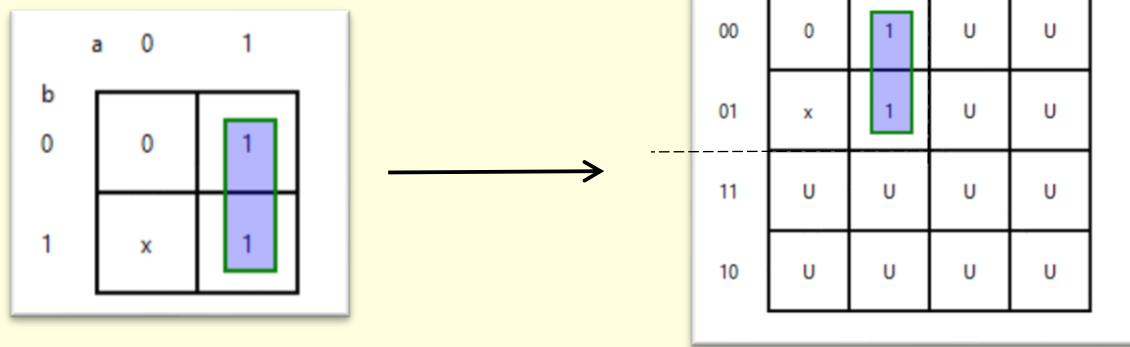 a 0 1
b
0 0 1
1 x 1
00 0 1 U U
01 x 1 U U
11 U U U U
10 U U U U